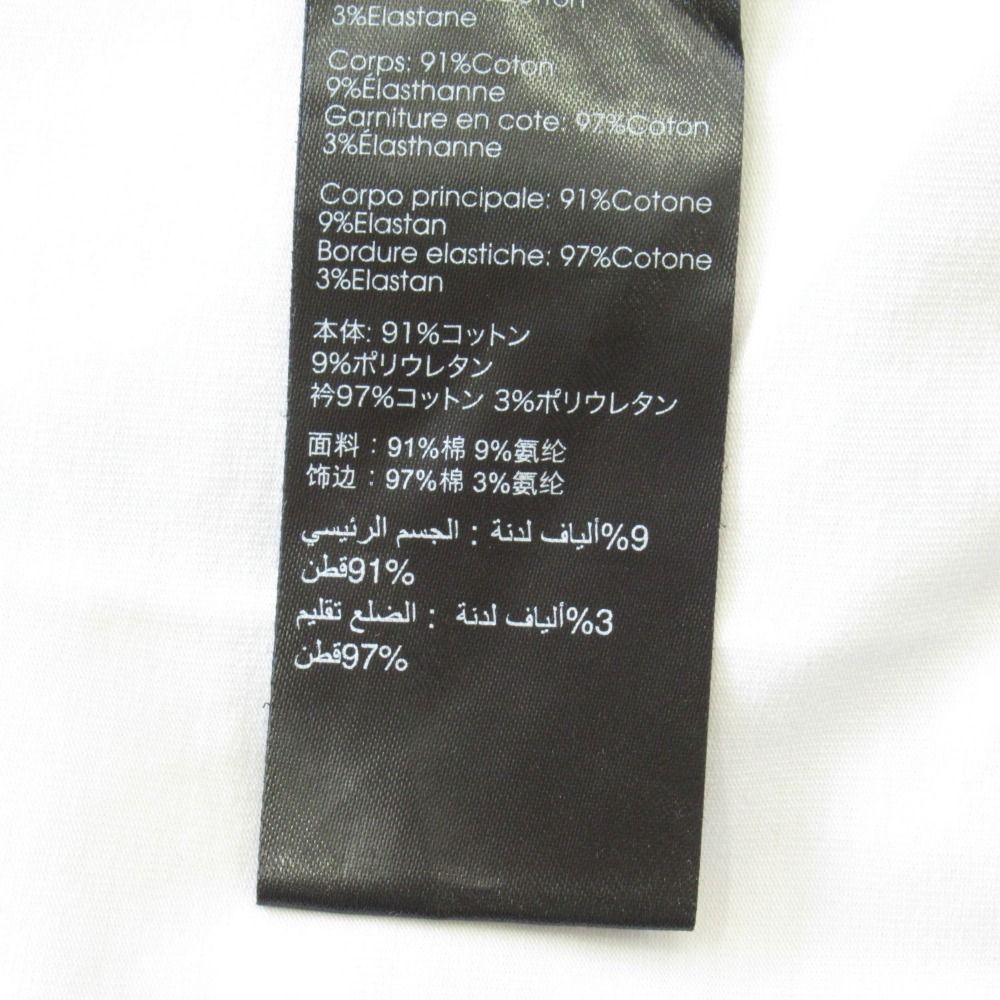 3%Elastane
Corps: 91%Coton
9%Élasthanne
Garniture en cote: 97%Coton
3%Élasthanne
Corpo principale: 91%Cotone
9%Elastan
Bordure elastiche: 97%Cotone
3%Elastan
本体: 91%コットン
9%ポリウレタン
衿97%コットン 3%ポリウレタン
面料：91%棉 9%氨纶
饰边：97%棉 3%氨纶
9%ألياف لدنة : الجسم الرئيسي
91%قطن
3%ألياف لدنة : الضلع تقليم
97%قطن